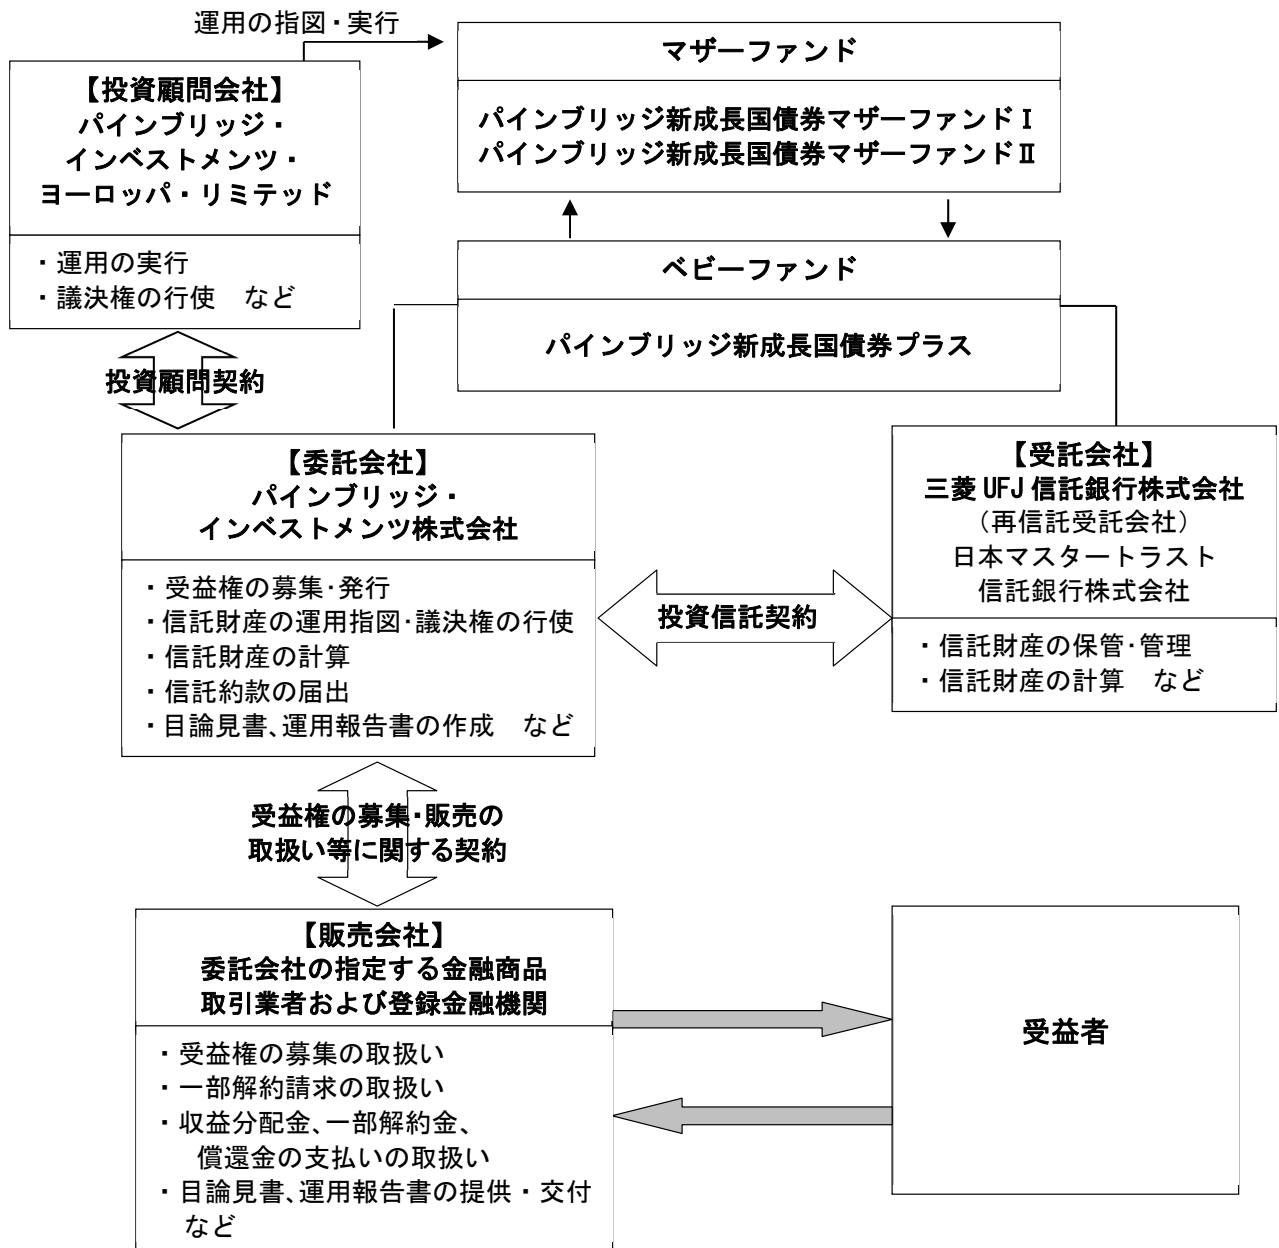 運用の指図・実行
【投資顧問会社】
パインブリッジ・
インベストメンツ・
ヨーロッパ・リミテッド
・運用の実行
・議決権の行使　など
マザーファンド
パインブリッジ新成長国債券マザーファンドⅠ
パインブリッジ新成長国債券マザーファンドⅡ
ベビーファンド
パインブリッジ新成長国債券プラス
投資顧問契約
【委託会社】
パインブリッジ・
インベストメンツ株式会社
・受益権の募集・発行
・信託財産の運用指図・議決権の行使
・信託財産の計算
・信託約款の届出
・目論見書、運用報告書の作成　など
投資信託契約
【受託会社】
三菱UFJ信託銀行株式会社
（再信託受託会社）
日本マスタートラスト
信託銀行株式会社
・信託財産の保管・管理
・信託財産の計算　など
受益権の募集・販売の
取扱い等に関する契約
【販売会社】
委託会社の指定する金融商品
取引業者および登録金融機関
・受益権の募集の取扱い
・一部解約請求の取扱い
・収益分配金、一部解約金、
償還金の支払いの取扱い
・目論見書、運用報告書の提供・交付
など
受益者